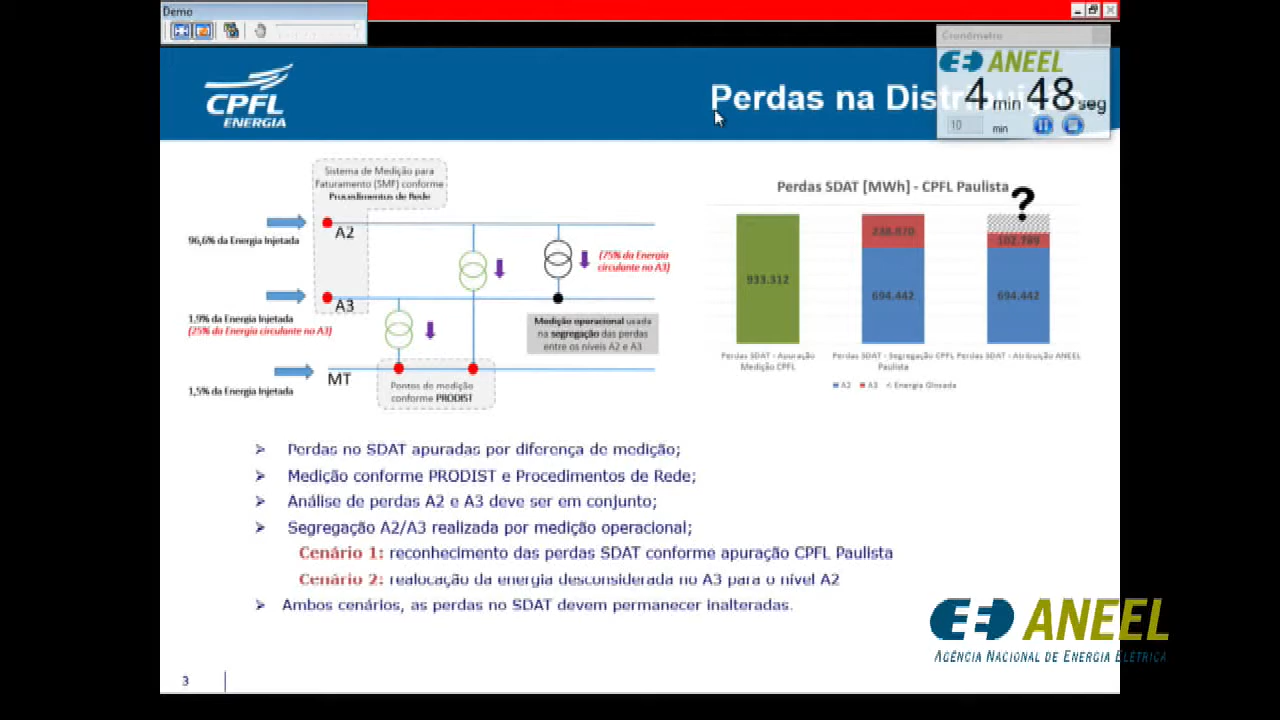 Demo
Cronômetro
ANEEL
4 min 48 seg
10 min
CPFL
ENERGIA
Perdas na Distribuição
Sistema de Medição para
Faturamento (SMF) conforme
Procedimentos de Rede
A2
96,6% da Energia Injetada
(75% da Energia
circulante no A3)
A3
1,9% da Energia Injetada
(25% da Energia circulante no A3)
Medição operacional usada
na segregação das perdas
entre os níveis A2 e A3
MT
1,5% da Energia Injetada
Pontos de medição
conforme PRODIST
Perdas SDAT [MWh] - CPFL Paulista
?
238.870
102.789
933.312
694.442
694.442
Perdas SDAT - Apuração
Medição CPFL
Perdas SDAT - Segregação CPFL
Paulista
Perdas SDAT - Atribuição ANEEL
A2 A3 Energia Glosada
➢ Perdas no SDAT apuradas por diferença de medição;
➢ Medição conforme PRODIST e Procedimentos de Rede;
➢ Análise de perdas A2 e A3 deve ser em conjunto;
➢ Segregação A2/A3 realizada por medição operacional;
Cenário 1: reconhecimento das perdas SDAT conforme apuração CPFL Paulista
Cenário 2: realocação da energia desconsiderada no A3 para o nível A2
➢ Ambos cenários, as perdas no SDAT devem permanecer inalteradas.
ANEEL
AGÊNCIA NACIONAL DE ENERGIA ELÉTRICA
3